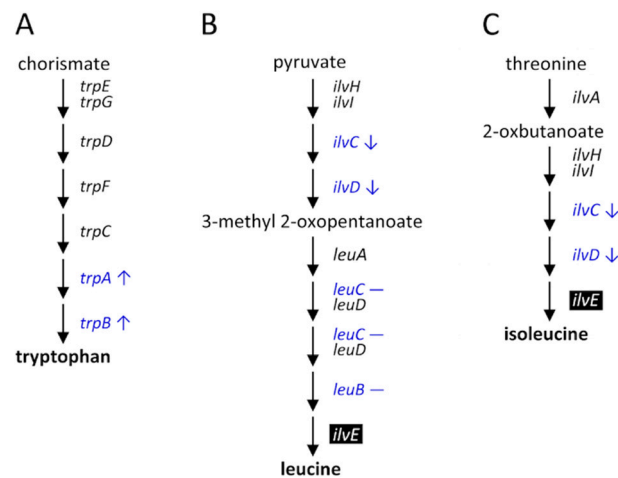 A
chorismate
trpE
trpG
trpD
trpF
trpC
trpA ↑
trpB ↑
tryptophan
B
pyruvate
ilvH
ilvI
ilvC ↓
ilvD ↓
3-methyl 2-oxopentanoate
leuA
leuC —
leuD
leuC —
leuD
leuB —
ilvE
leucine
C
threonine
ilvA
2-oxbutanoate
ilvH
ilvI
ilvC ↓
ilvD ↓
ilvE
isoleucine